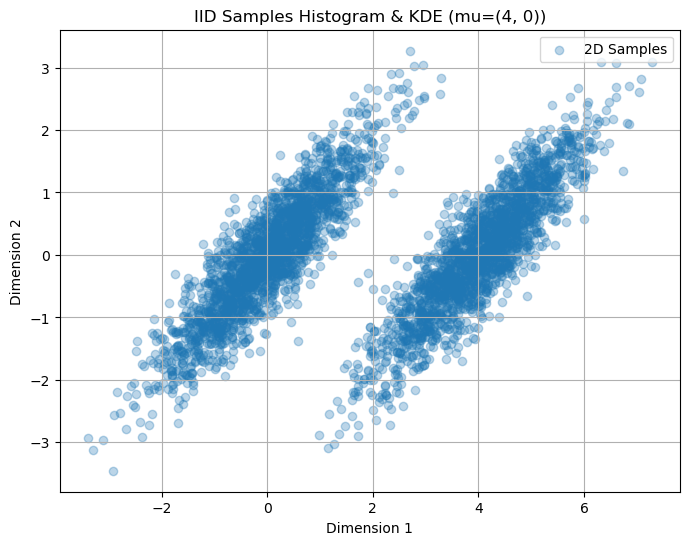 IID Samples Histogram & KDE (mu=(4, 0))
2D Samples
3
2
1
0
−1
−2
−3
Dimension 2
−2 0 2 4 6
Dimension 1